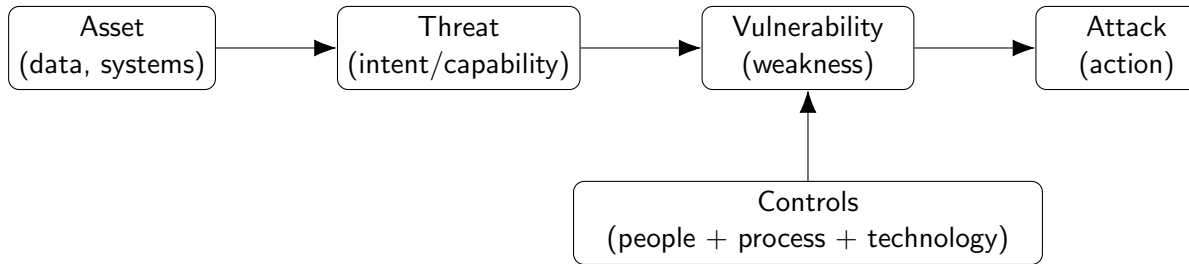 Asset
(data, systems)
Threat
(intent/capability)
Vulnerability
(weakness)
Attack
(action)
Controls
(people + process + technology)